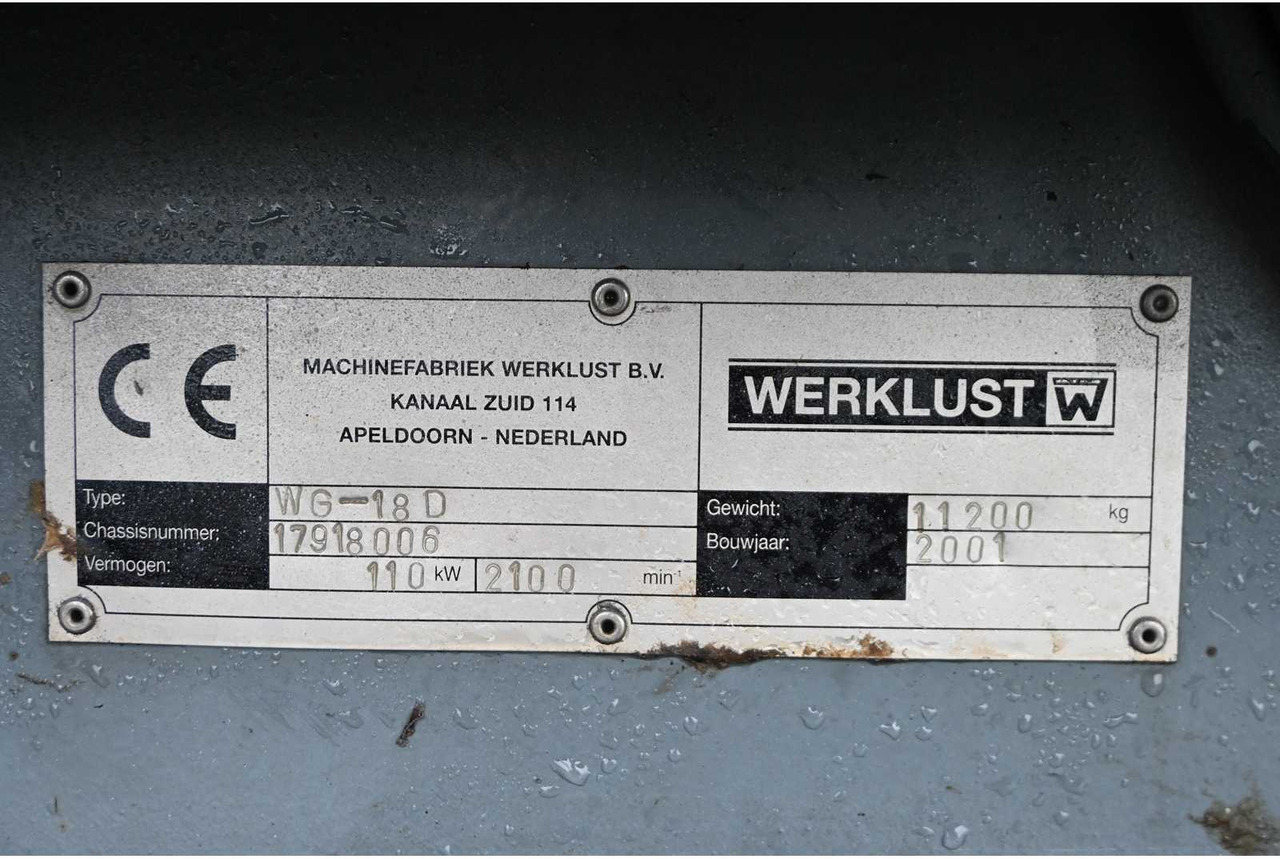 CE
MACHINEFABRIEK WERKLUST B.V.
KANAAL ZUID 114
APELDOORN - NEDERLAND
WERKLUST W
Type: WG-18D
Chassisnummer: 17918006
Vermogen: 110 kW 2100 min⁻¹
Gewicht: 11200 kg
Bouwjaar: 2001